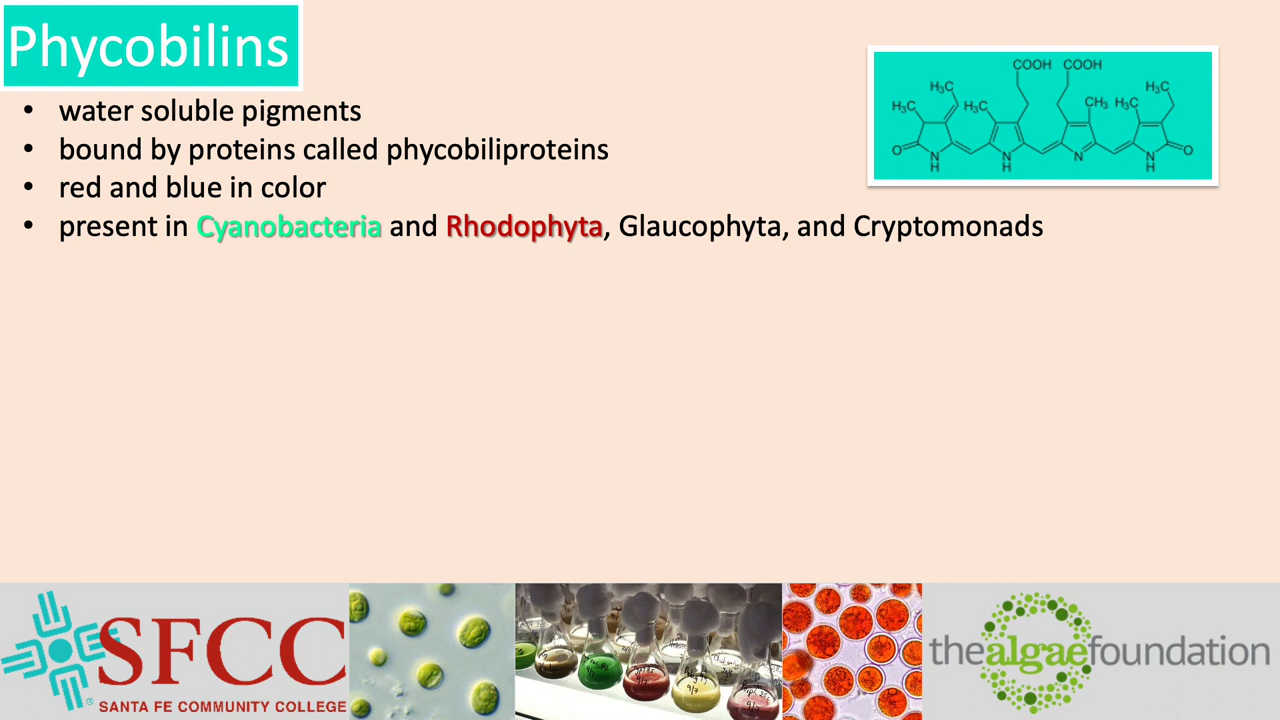 Phycobilins
• water soluble pigments
• bound by proteins called phycobiliproteins
• red and blue in color
• present in Cyanobacteria and Rhodophyta, Glaucophyta, and Cryptomonads
COOH COOH
H₃C H₃C
H₃C H₃C CH₃ H₃C
O N N N N O
H H H
SFCC
®
SANTA FE COMMUNITY COLLEGE
thealgaefoundation